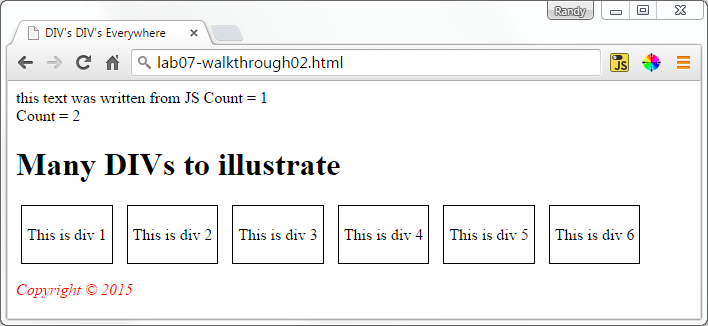 Randy
DIV's DIV's Everywhere
lab07-walkthrough02.html
JS
this text was written from JS Count = 1
Count = 2
Many DIVs to illustrate
This is div 1 This is div 2 This is div 3 This is div 4 This is div 5 This is div 6
Copyright © 2015